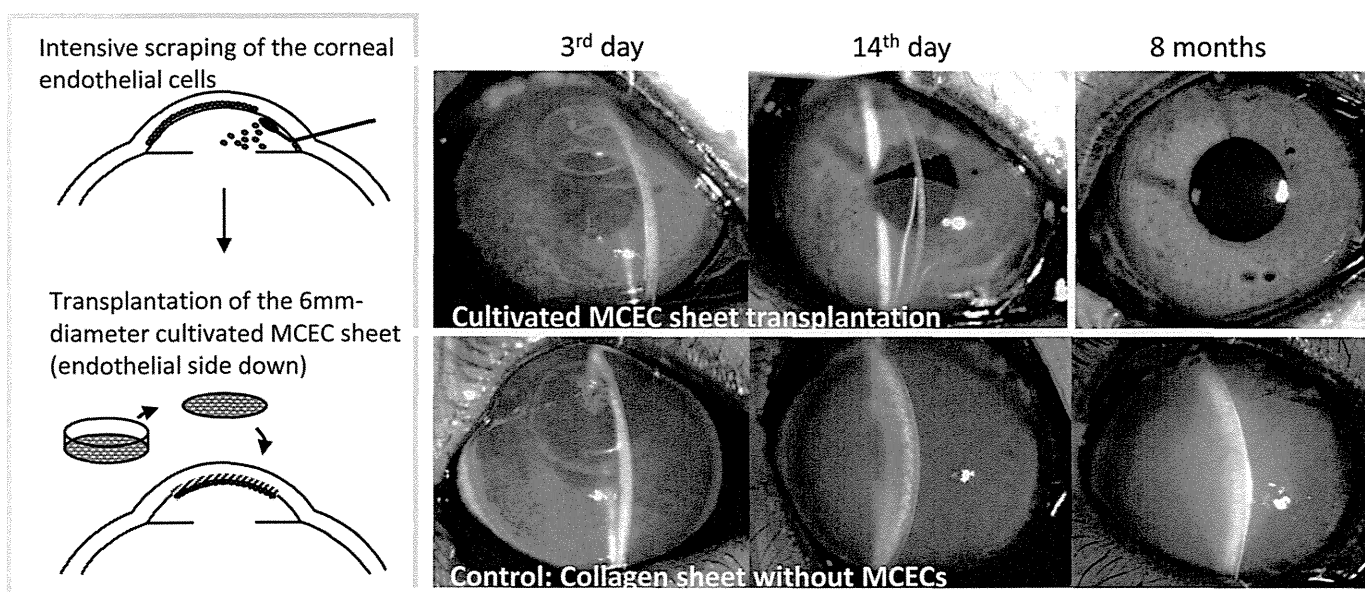 Intensive scraping of the corneal
endothelial cells
Transplantation of the 6mm-
diameter cultivated MCEC sheet
(endothelial side down)
3rd day
14th day
8 months
Cultivated MCEC sheet transplantation
Control: Collagen sheet without MCECs